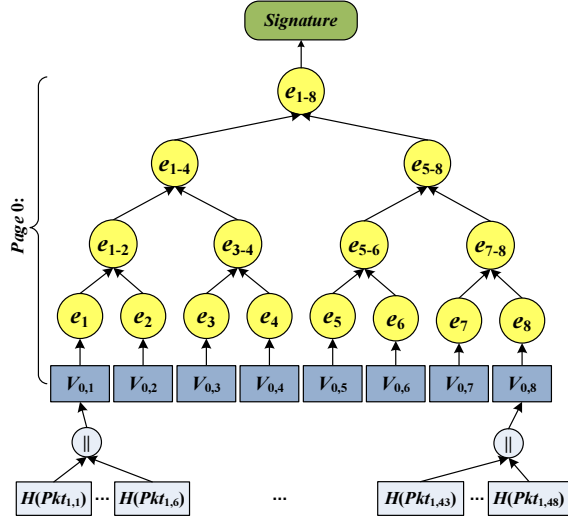 Signature
e1-8
e1-4 e5-8
Page 0:
e1-2 e3-4 e5-6 e7-8
e1 e2 e3 e4 e5 e6 e7 e8
V0,1 V0,2 V0,3 V0,4 V0,5 V0,6 V0,7 V0,8
|| ||
H(Pkt1,1) ... H(Pkt1,6) ... H(Pkt1,43) ... H(Pkt1,48)